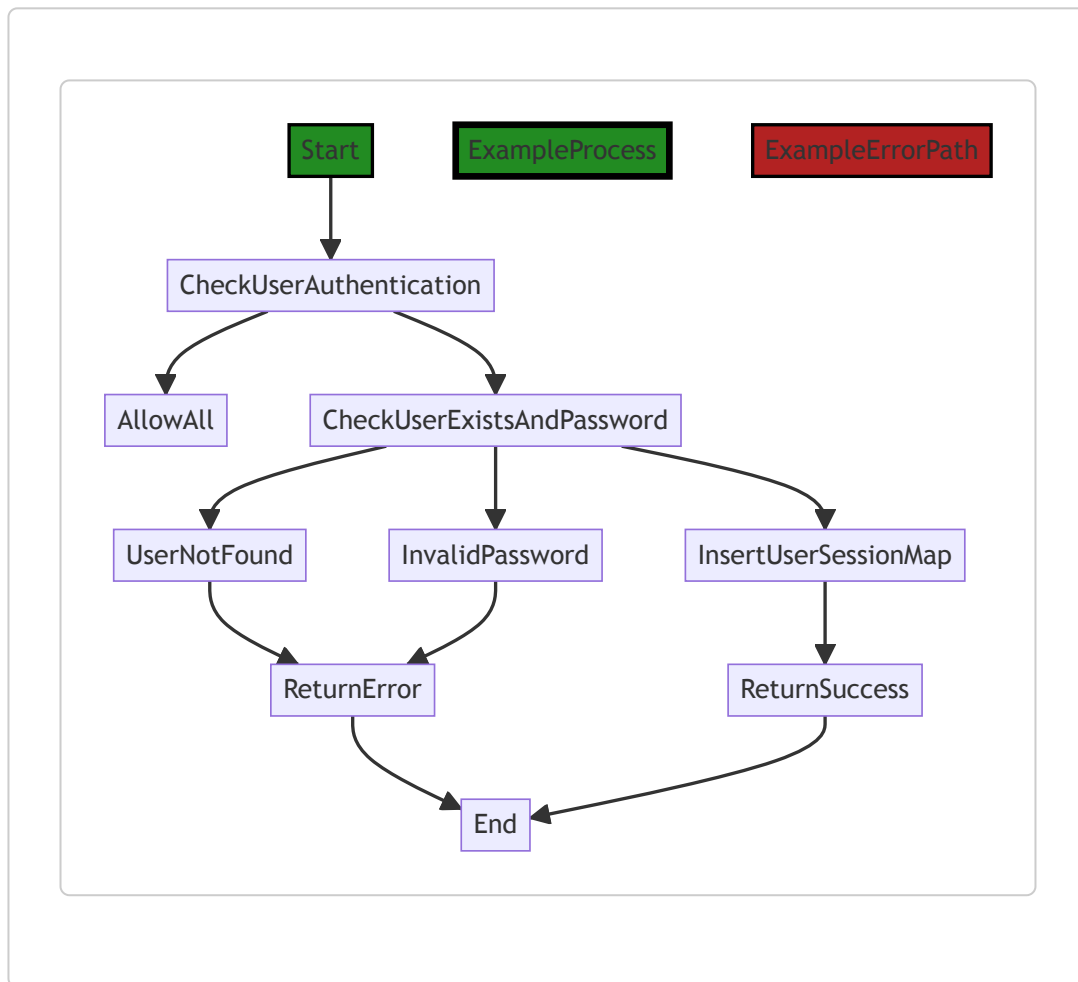 Start
ExampleProcess
ExampleErrorPath
CheckUserAuthentication
AllowAll
CheckUserExistsAndPassword
UserNotFound
InvalidPassword
InsertUserSessionMap
ReturnError
ReturnSuccess
End